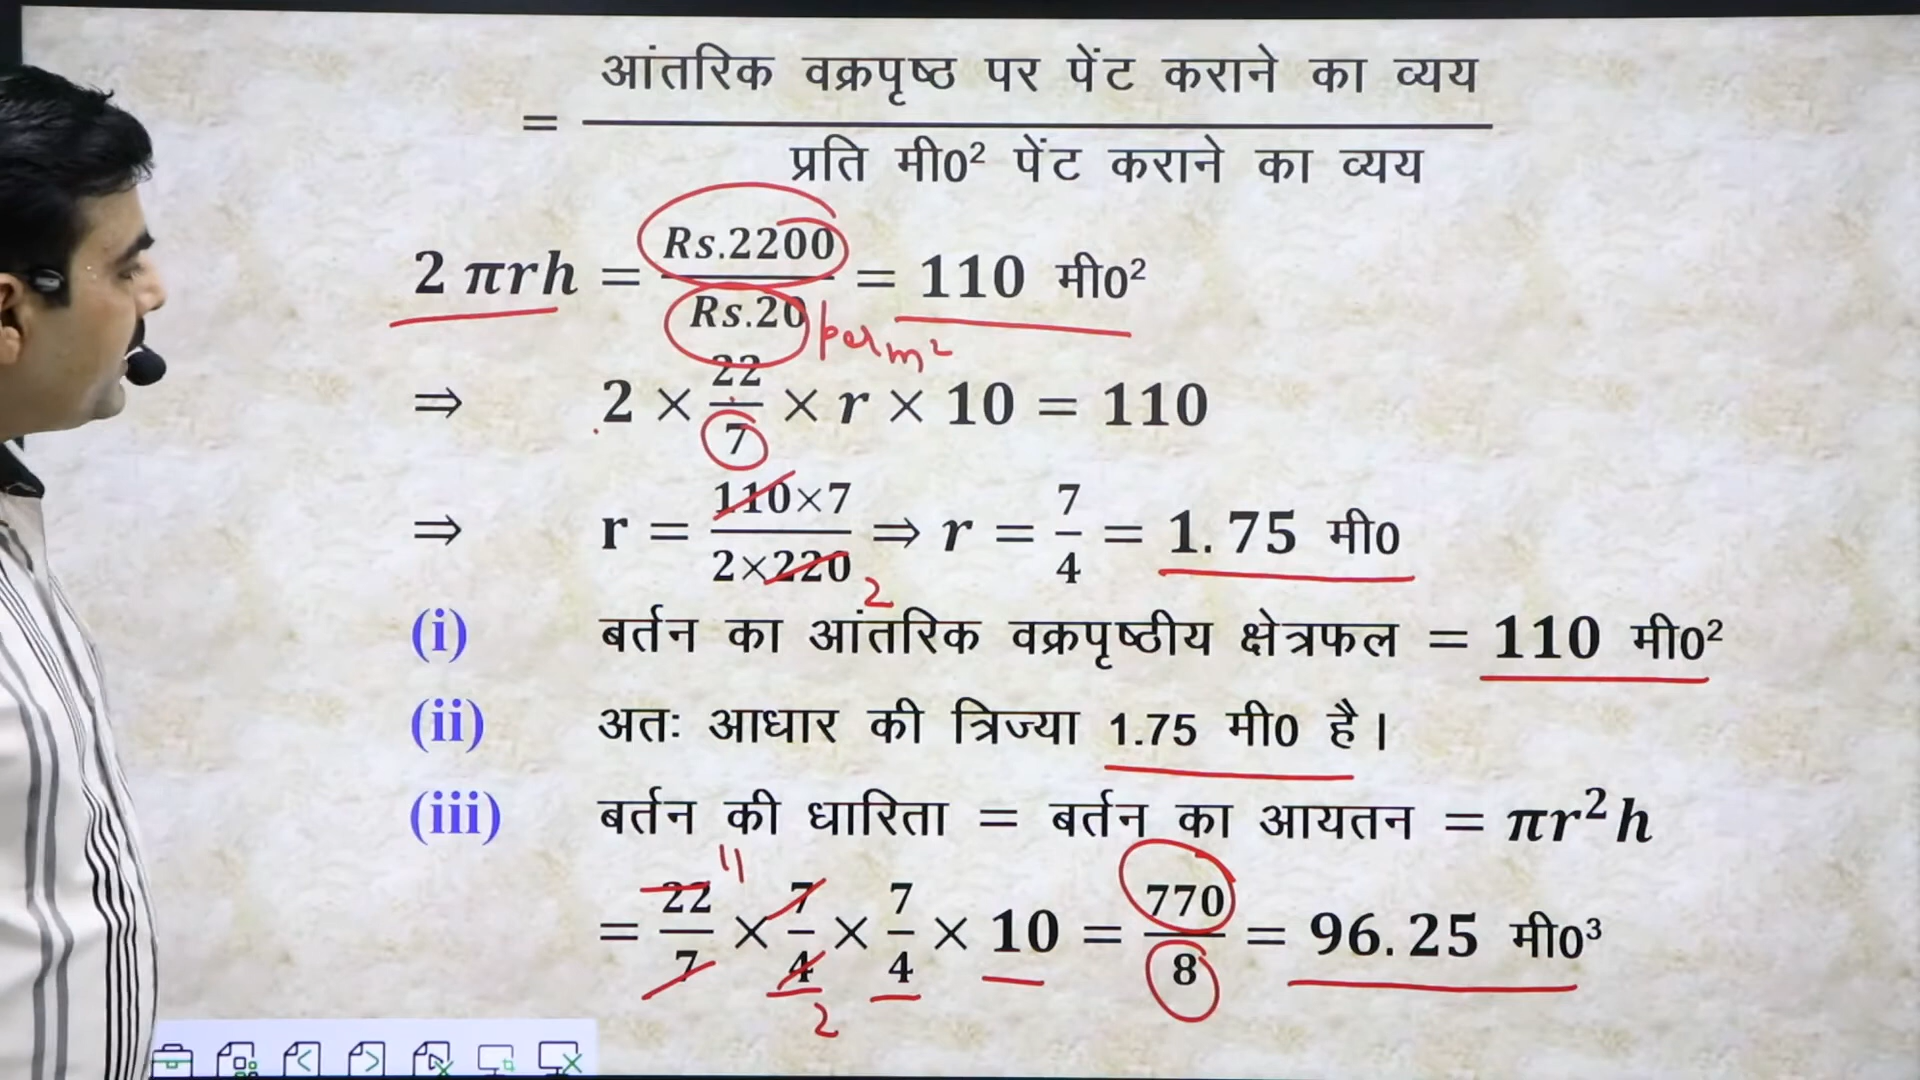 आंतरिक वक्रपृष्ठ पर पेंट कराने का व्यय
=
प्रति मी0² पेंट कराने का व्यय
2 πrh = Rs.2200 / Rs.20 = 110 मी0²
per m²
⇒ 2 × 22/7 × r × 10 = 110
⇒ r = 110×7 / 2×220 ⇒ r = 7/4 = 1.75 मी0
2
(i) बर्तन का आंतरिक वक्रपृष्ठीय क्षेत्रफल = 110 मी0²
(ii) अतः आधार की त्रिज्या 1.75 मी0 है।
(iii) बर्तन की धारिता = बर्तन का आयतन = πr²h
11
= 22/7 × 7/4 × 7/4 × 10 = 770/8 = 96.25 मी0³
2